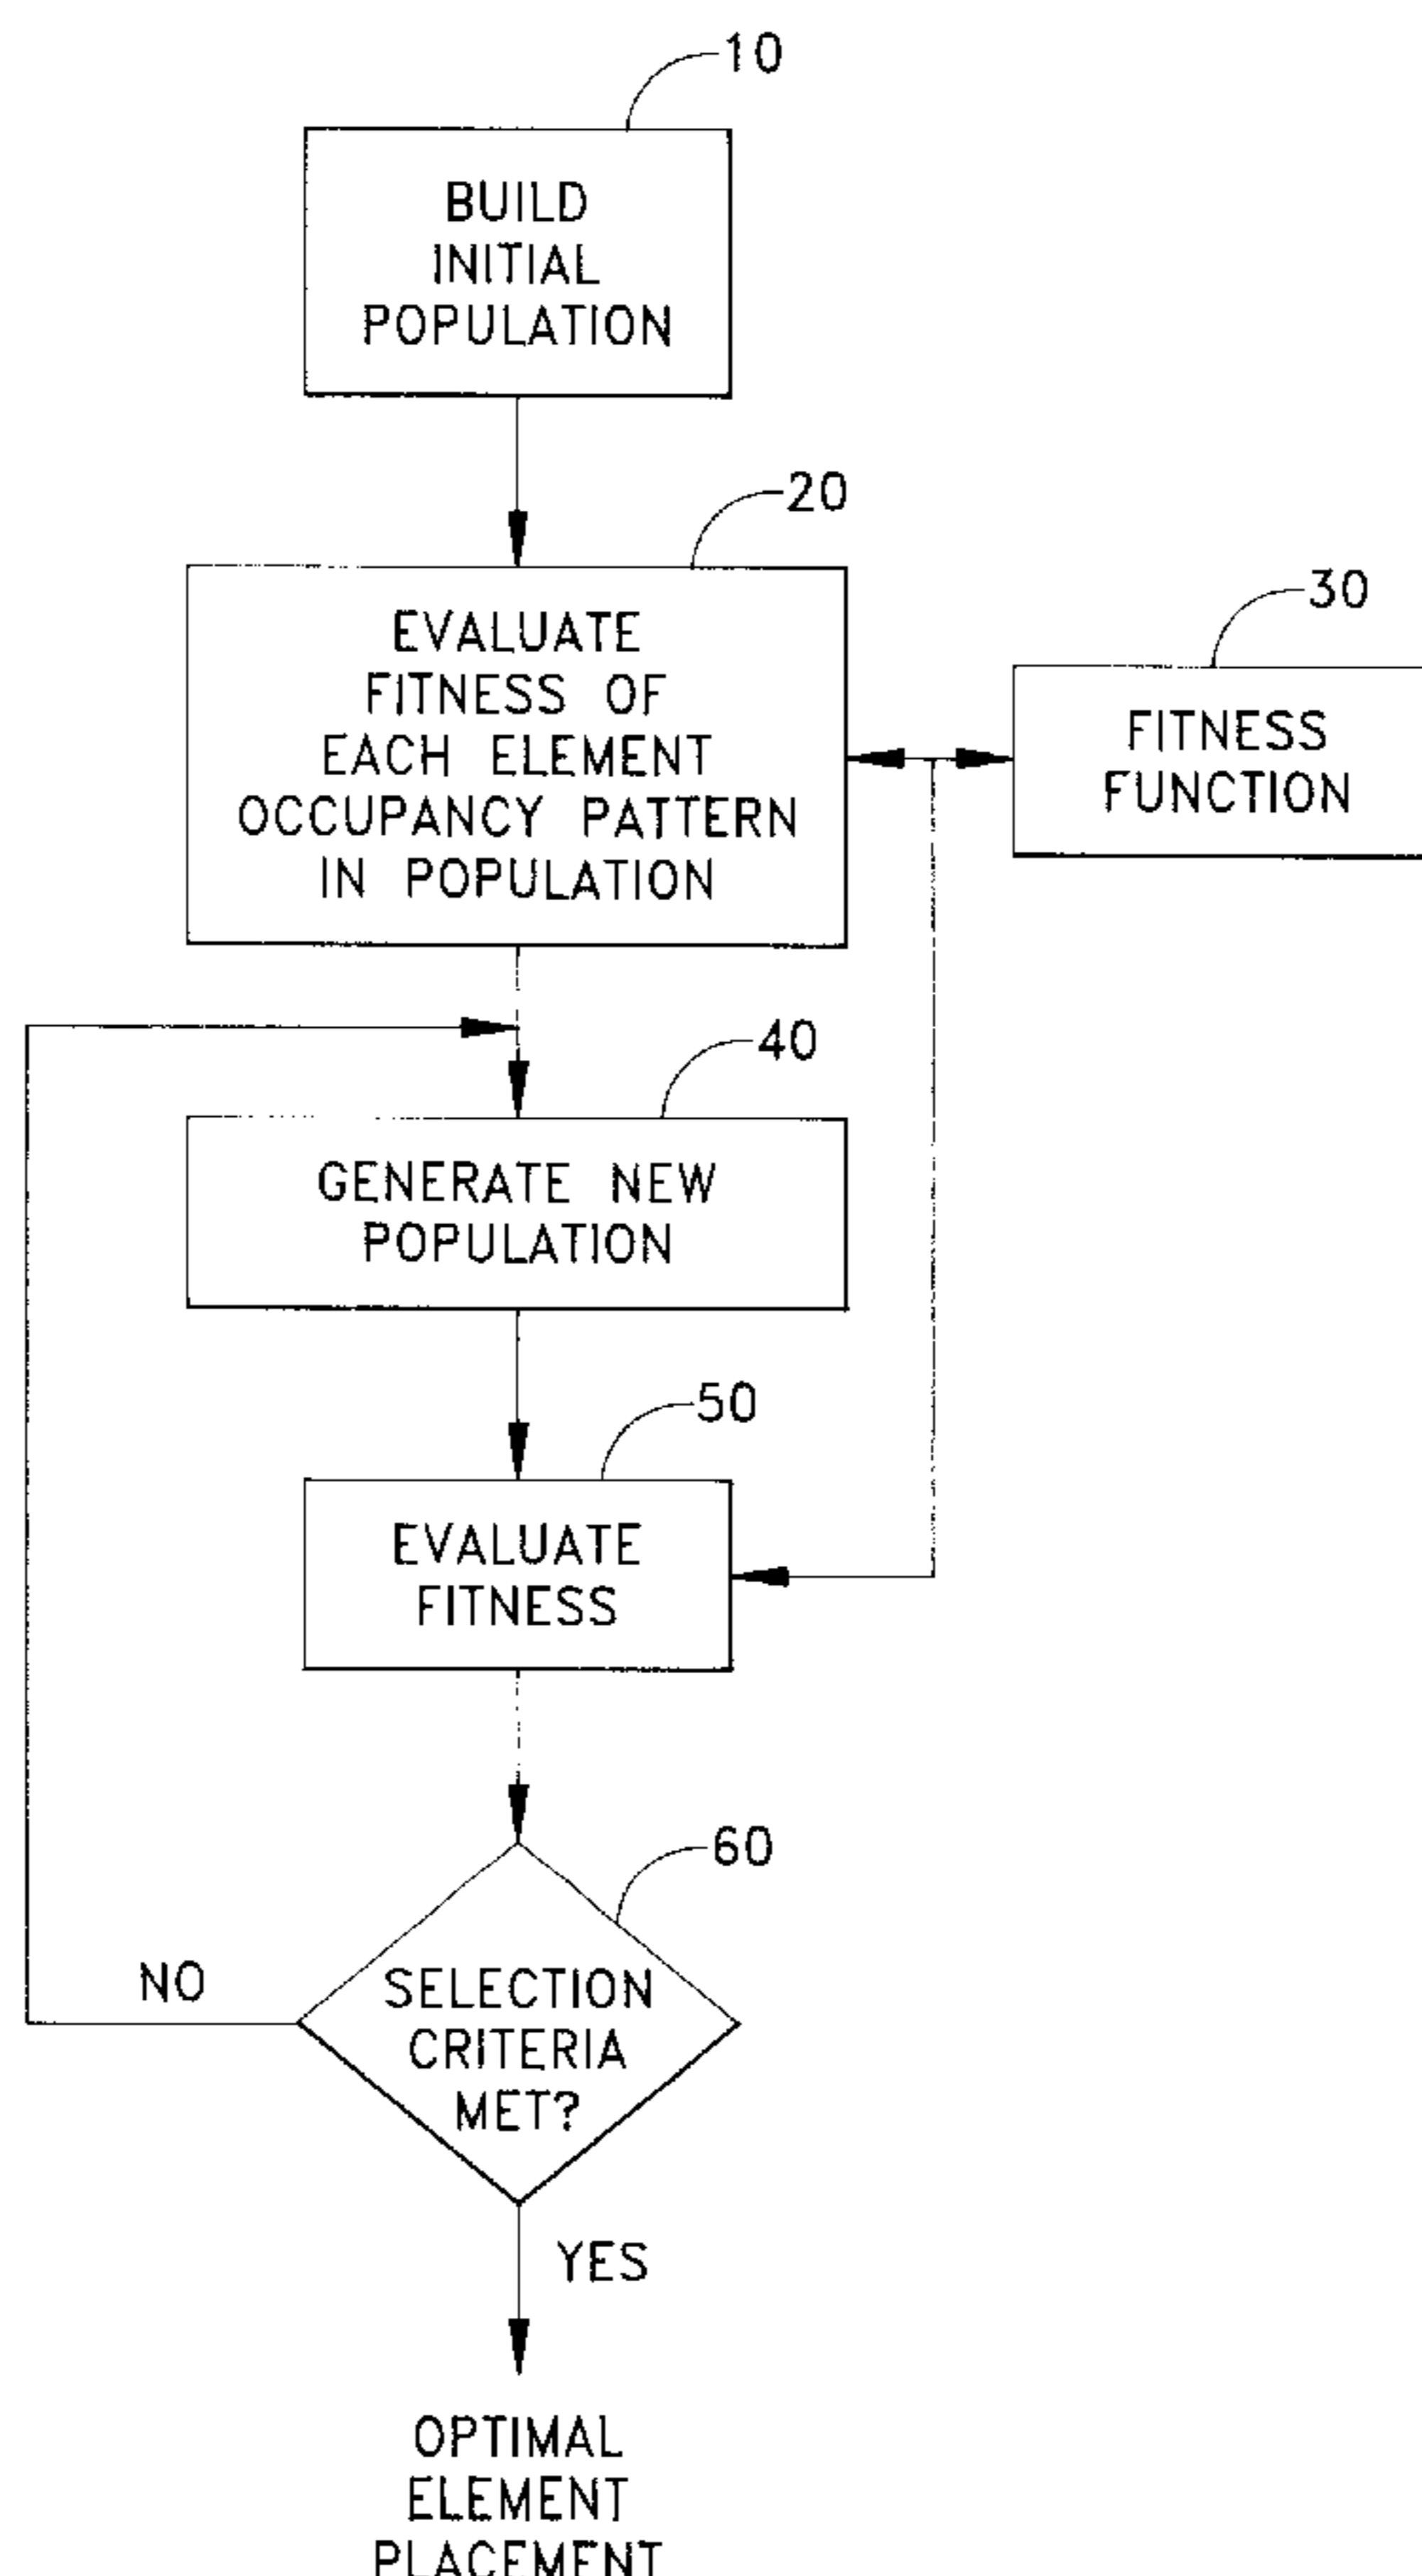 10
BUILD
INITIAL
POPULATION
20
EVALUATE
FITNESS OF
EACH ELEMENT
OCCUPANCY PATTERN
IN POPULATION
30
FITNESS
FUNCTION
40
GENERATE NEW
POPULATION
50
EVALUATE
FITNESS
60
SELECTION
CRITERIA
MET?
NO
YES
OPTIMAL
ELEMENT
PLACEMENT